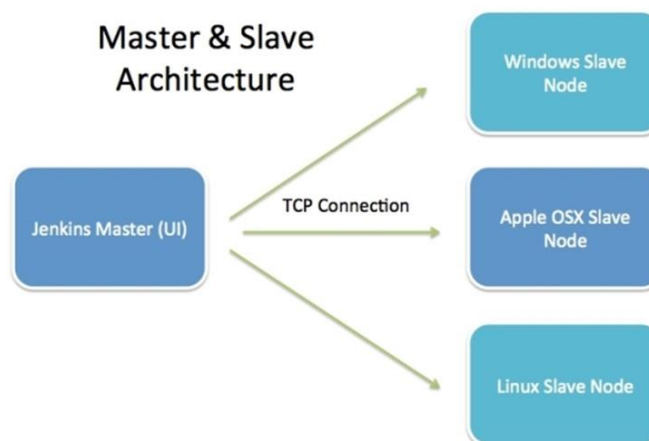 Master & Slave
Architecture
Windows Slave
Node
Jenkins Master (UI)
TCP Connection
Apple OSX Slave
Node
Linux Slave Node